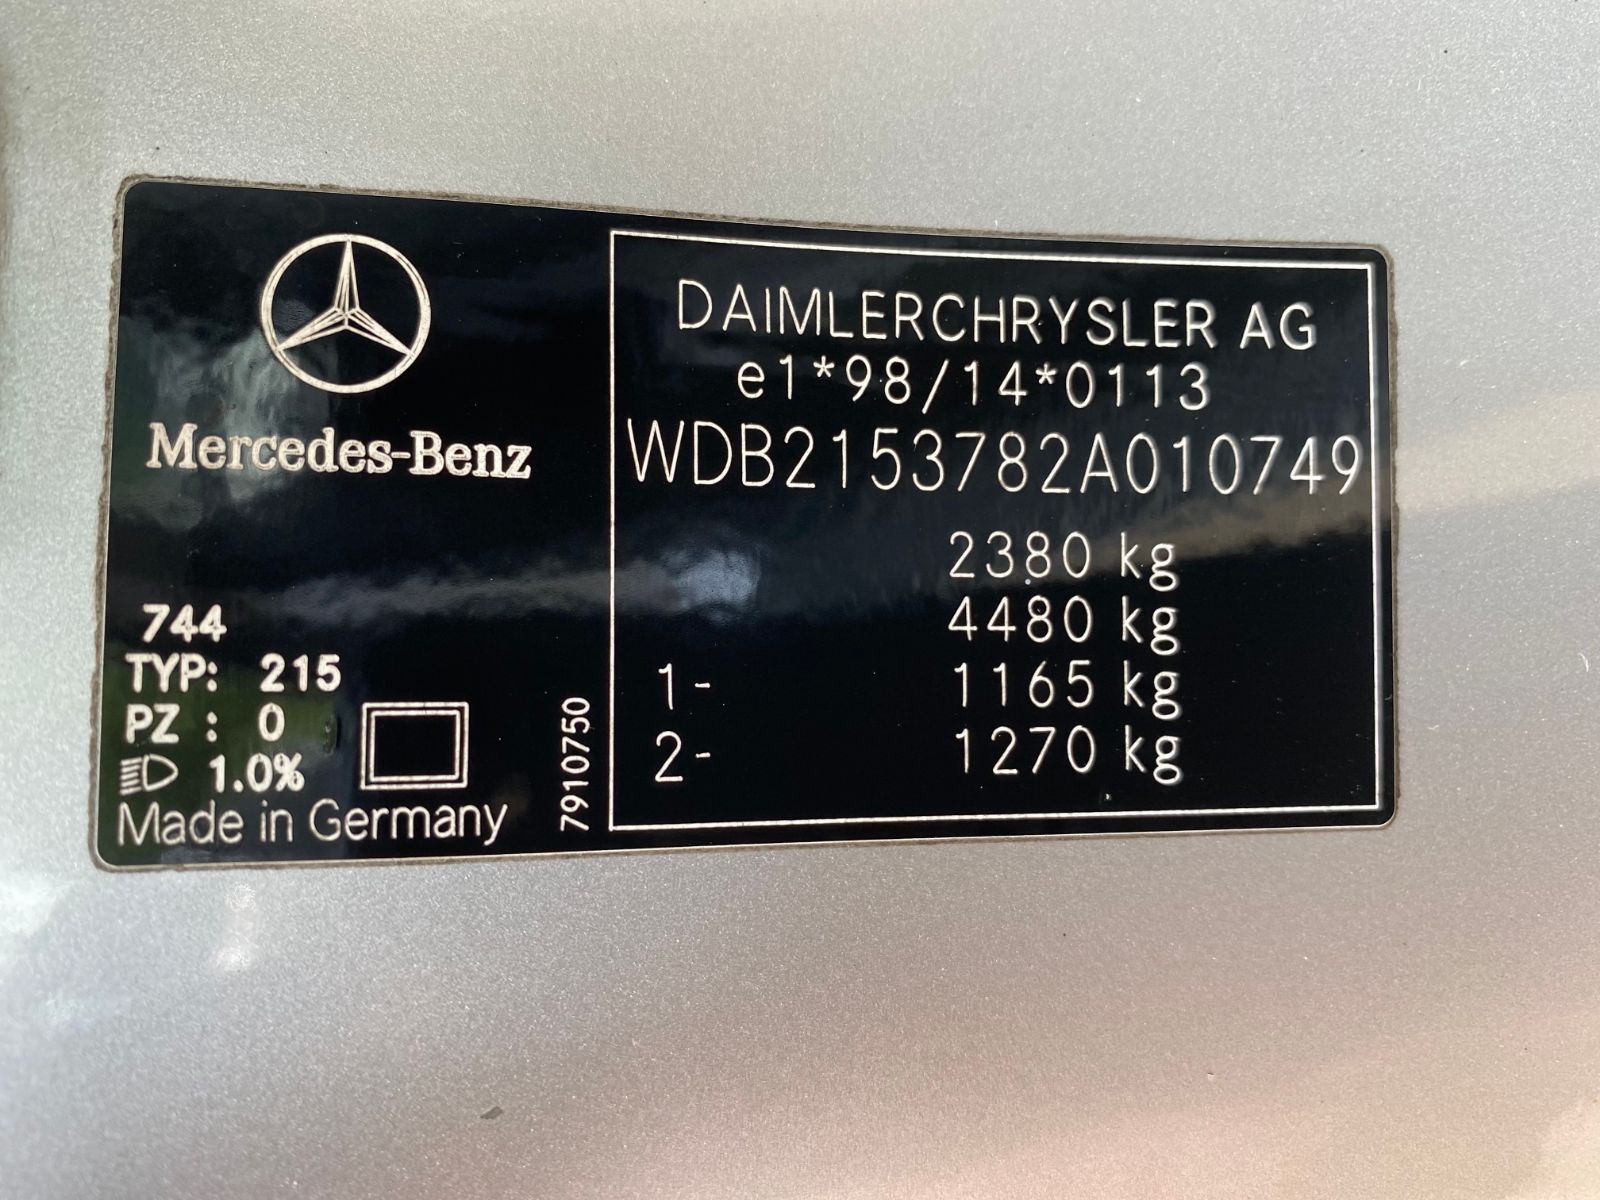 Mercedes-Benz
744
TYP: 215
PZ : 0
1.0%
Made in Germany
7910750
DAIMLERCHRYSLER AG
e1*98/14*0113
WDB2153782A010749
2380 kg
4480 kg
1- 1165 kg
2- 1270 kg